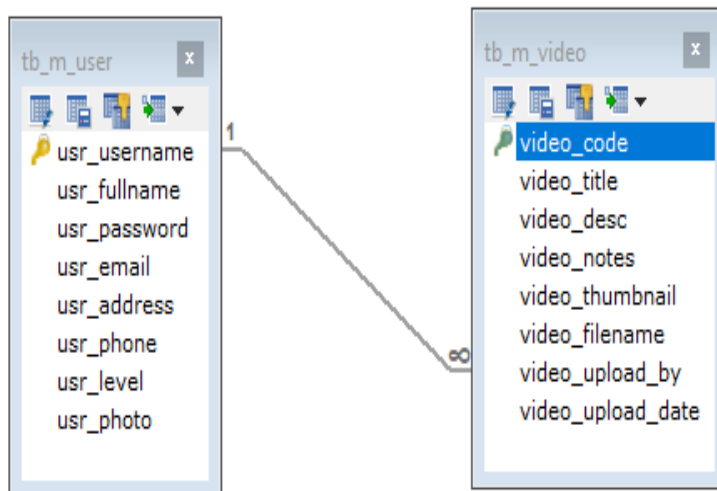 tb_m_user
x
usr_username
usr_fullname
usr_password
usr_email
usr_address
usr_phone
usr_level
usr_photo
1
∞
tb_m_video
x
video_code
video_title
video_desc
video_notes
video_thumbnail
video_filename
video_upload_by
video_upload_date